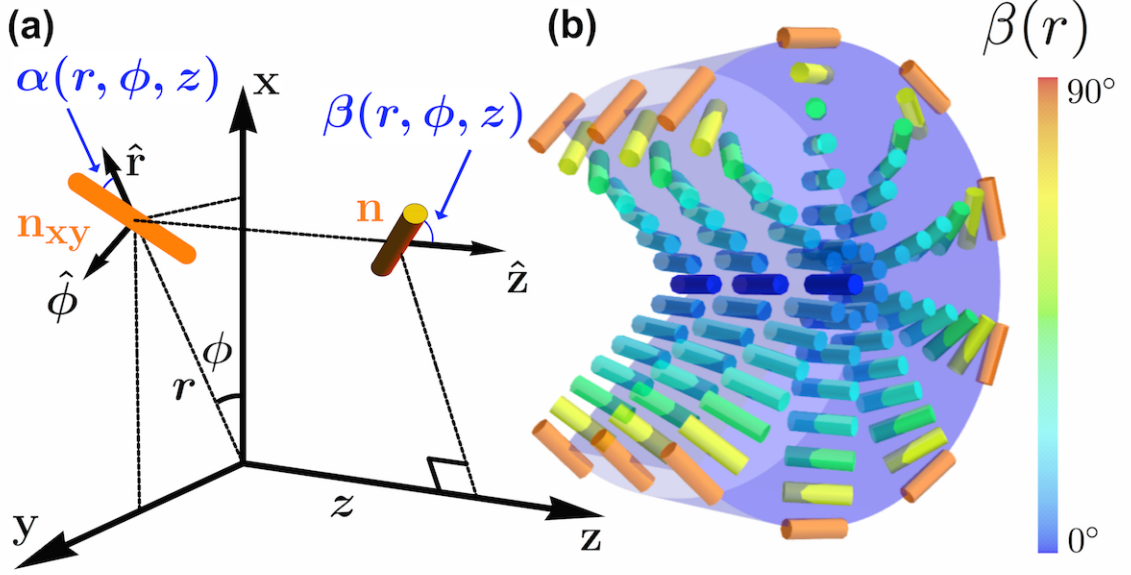 (a)
α(r, ϕ, z)
x
β(r, ϕ, z)
r̂
n_xy
n
ϕ̂
ẑ
ϕ
r
y
z
z
(b)
β(r)
90°
0°